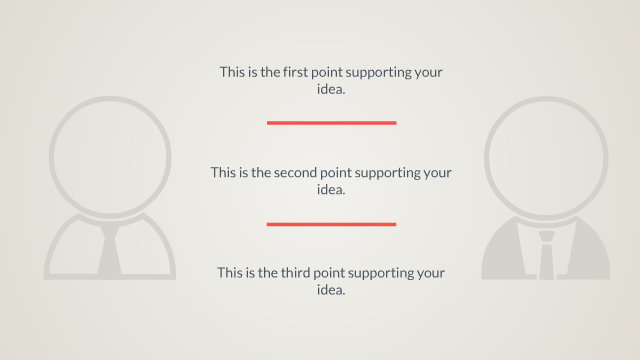 This is the first point supporting your
idea.
This is the second point supporting your
idea.
This is the third point supporting your
idea.